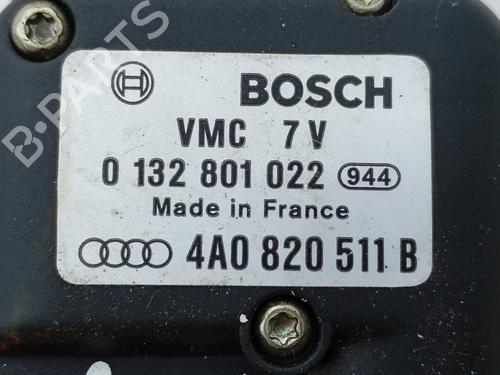 B-PARTS
BOSCH
VMC 7 V
0 132 801 022 944
Made in France
4A0 820 511 B